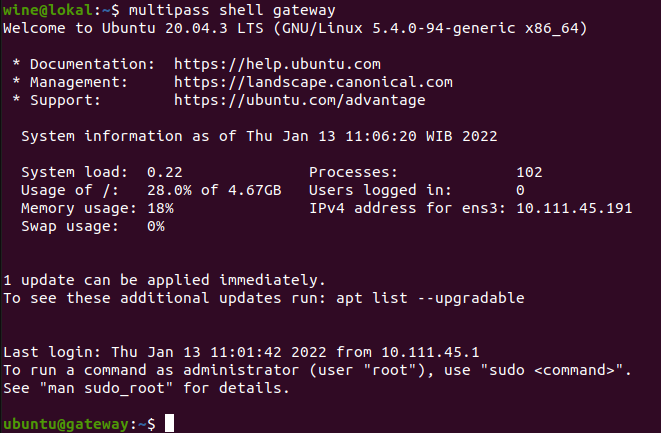 wine@lokal:~$ multipass shell gateway
Welcome to Ubuntu 20.04.3 LTS (GNU/Linux 5.4.0-94-generic x86_64)
* Documentation:  https://help.ubuntu.com
* Management:     https://landscape.canonical.com
* Support:        https://ubuntu.com/advantage
System information as of Thu Jan 13 11:06:20 WIB 2022
System load:  0.22               Processes:             102
Usage of /:   28.0% of 4.67GB   Users logged in:       0
Memory usage: 18%               IPv4 address for ens3: 10.111.45.191
Swap usage:   0%
1 update can be applied immediately.
To see these additional updates run: apt list --upgradable
Last login: Thu Jan 13 11:01:42 2022 from 10.111.45.1
To run a command as administrator (user "root"), use "sudo <command>".
See "man sudo_root" for details.
ubuntu@gateway:~$